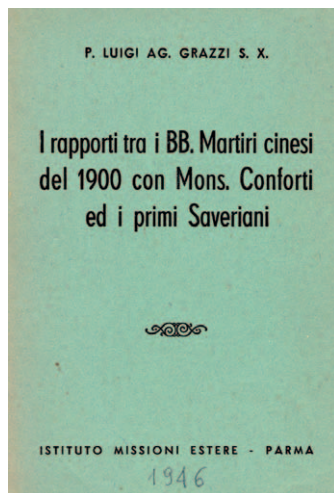 P. LUIGI AG. GRAZZI S. X.
I rapporti tra i BB. Martiri cinesi
del 1900 con Mons. Conforti
ed i primi Saveriani
ISTITUTO MISSIONI ESTERE - PARMA
1946